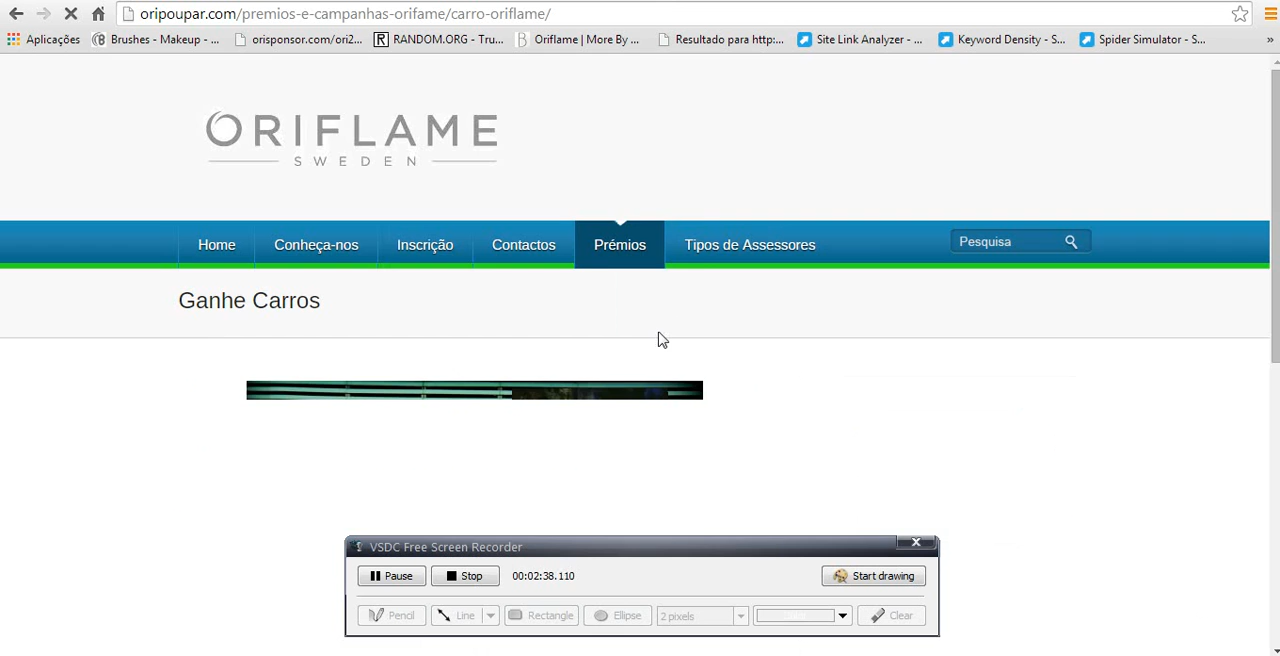 oripoupar.com/premios-e-campanhas-orifame/carro-oriflame/
Aplicações Brushes - Makeup - ... orisponsor.com/ori2... RANDOM.ORG - Tru... Oriflame | More By ... Resultado para http:... Site Link Analyzer - ... Keyword Density - S... Spider Simulator - S... »
ORIFLAME
SWEDEN
Home Conheça-nos Inscrição Contactos Prémios Tipos de Assessores Pesquisa
Ganhe Carros
VSDC Free Screen Recorder
Pause Stop 00:02:38.110 Start drawing
Pencil Line Rectangle Ellipse 2 pixels Clear